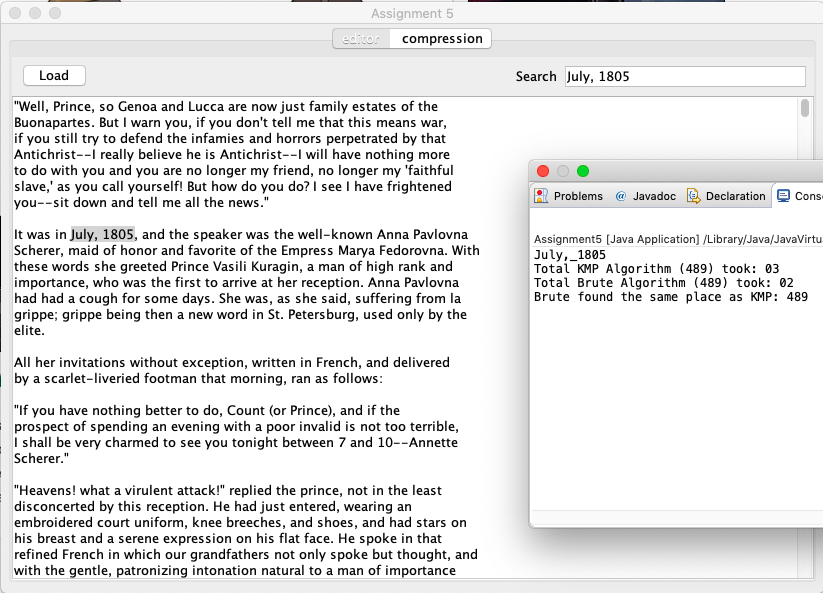 Assignment 5
editor compression
Load
Search July, 1805
"Well, Prince, so Genoa and Lucca are now just family estates of the
Buonapartes. But I warn you, if you don't tell me that this means war,
if you still try to defend the infamies and horrors perpetrated by that
Antichrist--I really believe he is Antichrist--I will have nothing more
to do with you and you are no longer my friend, no longer my 'faithful
slave,' as you call yourself! But how do you do? I see I have frightened
you--sit down and tell me all the news."
It was in July, 1805, and the speaker was the well-known Anna Pavlovna
Scherer, maid of honor and favorite of the Empress Marya Fedorovna. With
these words she greeted Prince Vasili Kuragin, a man of high rank and
importance, who was the first to arrive at her reception. Anna Pavlovna
had had a cough for some days. She was, as she said, suffering from la
grippe; grippe being then a new word in St. Petersburg, used only by the
elite.
All her invitations without exception, written in French, and delivered
by a scarlet-liveried footman that morning, ran as follows:
"If you have nothing better to do, Count (or Prince), and if the
prospect of spending an evening with a poor invalid is not too terrible,
I shall be very charmed to see you tonight between 7 and 10--Annette
Scherer."
"Heavens! what a virulent attack!" replied the prince, not in the least
disconcerted by this reception. He had just entered, wearing an
embroidered court uniform, knee breeches, and shoes, and had stars on
his breast and a serene expression on his flat face. He spoke in that
refined French in which our grandfathers not only spoke but thought, and
with the gentle, patronizing intonation natural to a man of importance
Problems @ Javadoc Declaration Cons
Assignment5 [Java Application] /Library/Java/JavaVirtu
July,_1805
Total KMP Algorithm (489) took: 03
Total Brute Algorithm (489) took: 02
Brute found the same place as KMP: 489